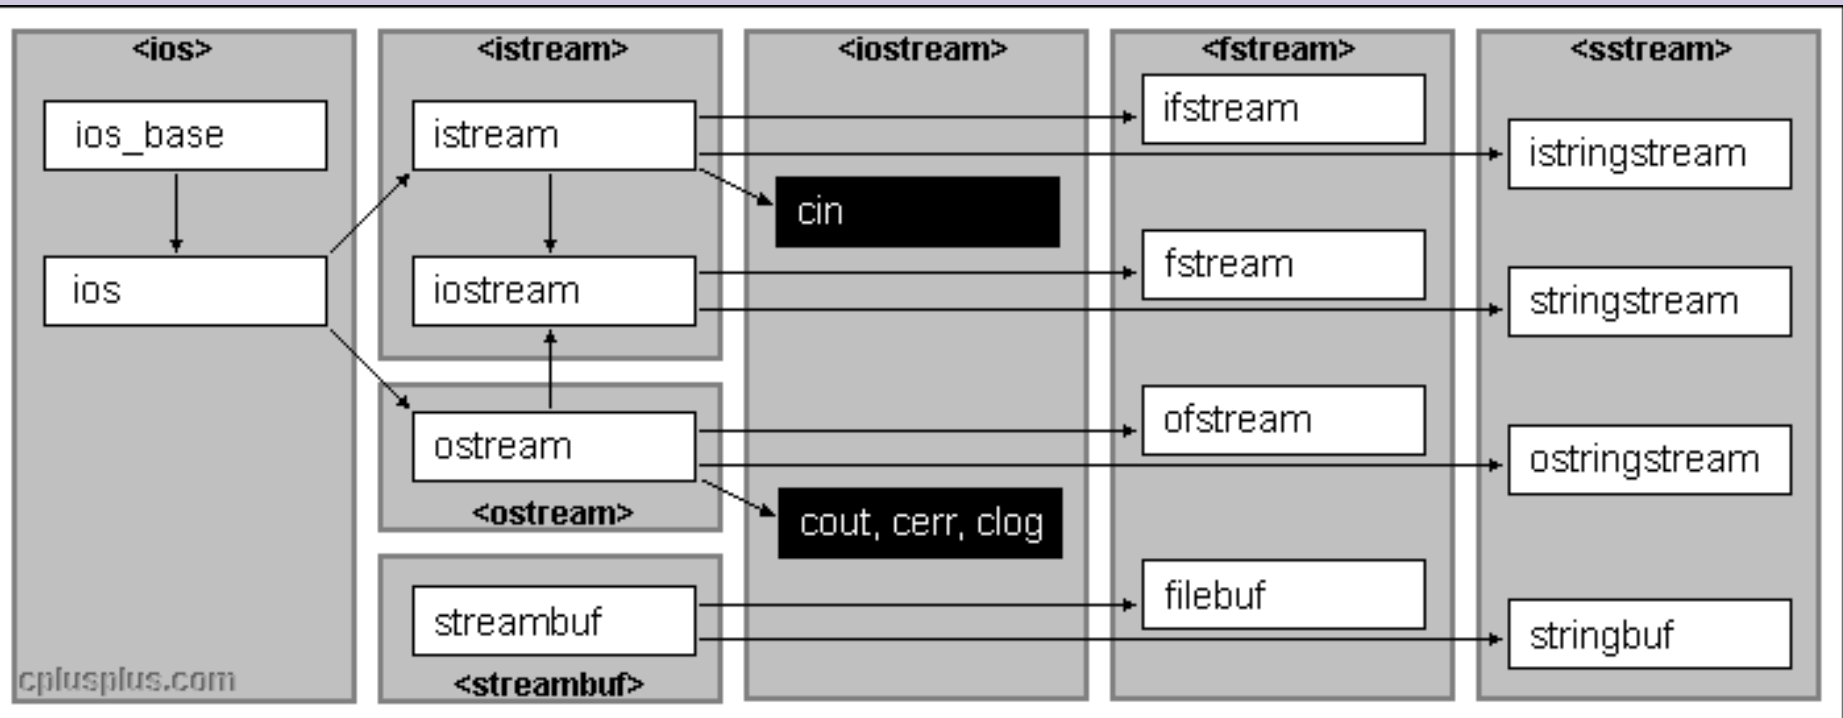 <ios>
ios_base
ios
cplusplus.com
<istream>
istream
iostream
ostream
<ostream>
streambuf
<streambuf>
<iostream>
cin
cout, cerr, clog
<fstream>
ifstream
fstream
ofstream
filebuf
<sstream>
istringstream
stringstream
ostringstream
stringbuf